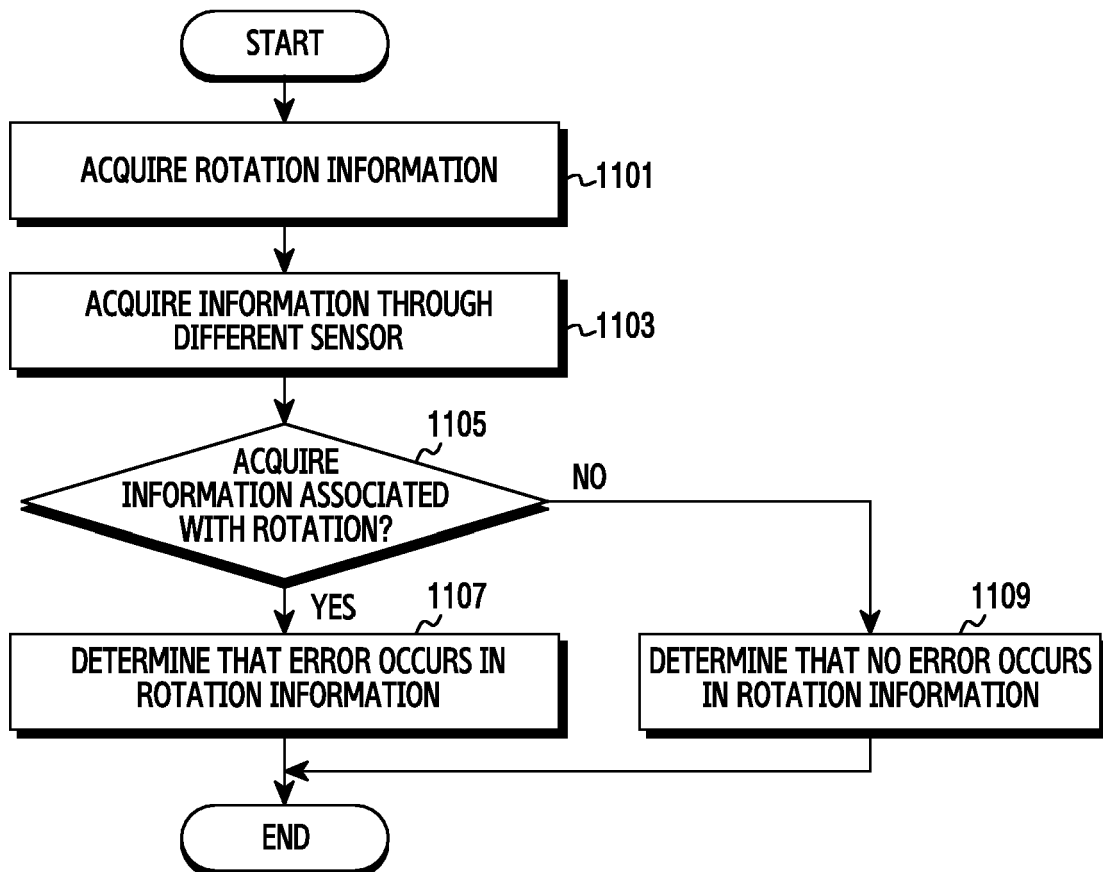 START
ACQUIRE ROTATION INFORMATION
1101
ACQUIRE INFORMATION THROUGH
DIFFERENT SENSOR
1103
1105
ACQUIRE
INFORMATION ASSOCIATED
WITH ROTATION?
NO
YES
1107
DETERMINE THAT ERROR OCCURS IN
ROTATION INFORMATION
1109
DETERMINE THAT NO ERROR OCCURS
IN ROTATION INFORMATION
END